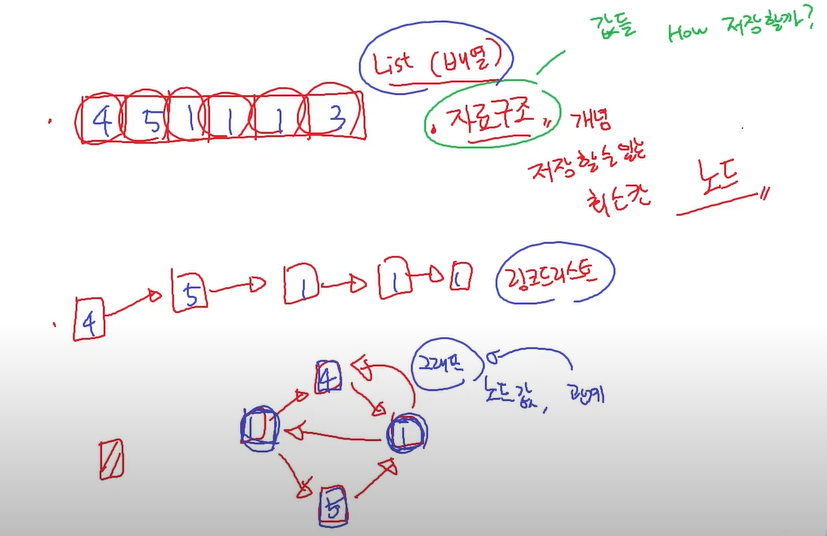 값들 How 저장할까?
List (배열)
4 5 1 1 1 3
자료구조 " 개념
저장할수있는
최소칸 노드 "
4 5 1 1 1 링크드리스트
4 그래프
노드값, 관계
1 1
5